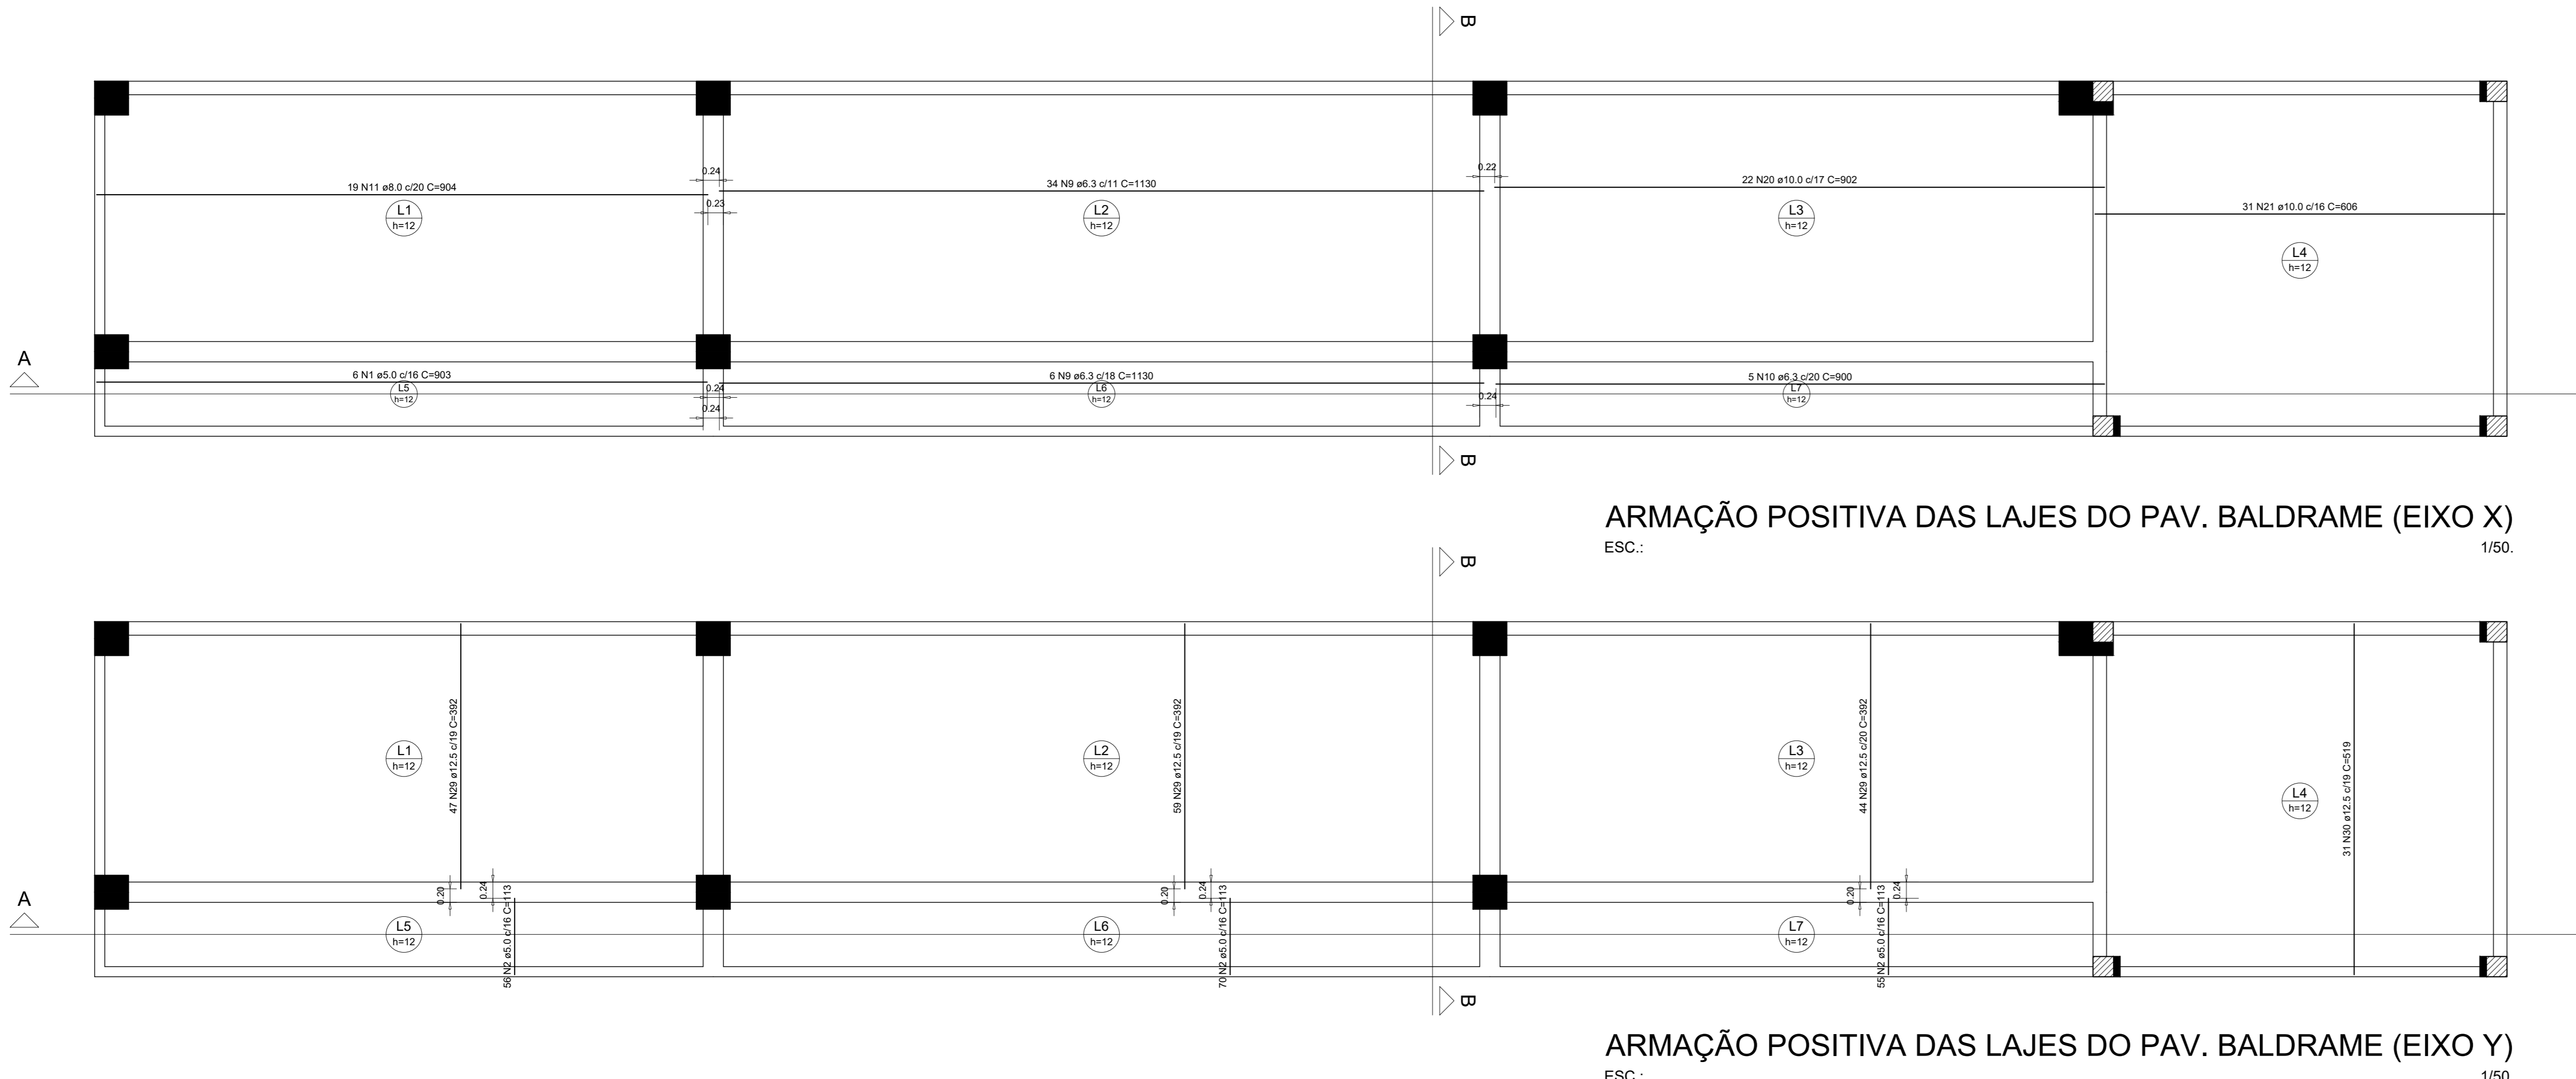 B
19 N11 ø8.0 c/20 C=904
0.24
0.23
34 N9 ø6.3 c/11 C=1130
0.22
22 N20 ø10.0 c/17 C=902
31 N21 ø10.0 c/16 C=606
L1
h=12
L2
h=12
L3
h=12
L4
h=12
A
6 N1 ø5.0 c/16 C=903
L5
h=12
0.24
0.24
6 N9 ø6.3 c/18 C=1130
L6
h=12
0.24
5 N10 ø6.3 c/20 C=900
L7
h=12
B
ARMAÇÃO POSITIVA DAS LAJES DO PAV. BALDRAME (EIXO X)
ESC.: 1/50.
B
47 N29 ø12.5 c/19 C=392
59 N29 ø12.5 c/19 C=392
44 N29 ø12.5 c/20 C=392
31 N30 ø12.5 c/19 C=519
L1
h=12
L2
h=12
L3
h=12
L4
h=12
A
0.20
0.24
56 N2 ø5.0 c/16 C=113
0.20
0.24
70 N2 ø5.0 c/16 C=113
0.20
0.24
55 N2 ø5.0 c/16 C=113
L5
h=12
L6
h=12
L7
h=12
B
ARMAÇÃO POSITIVA DAS LAJES DO PAV. BALDRAME (EIXO Y)
ESC.: 1/50.